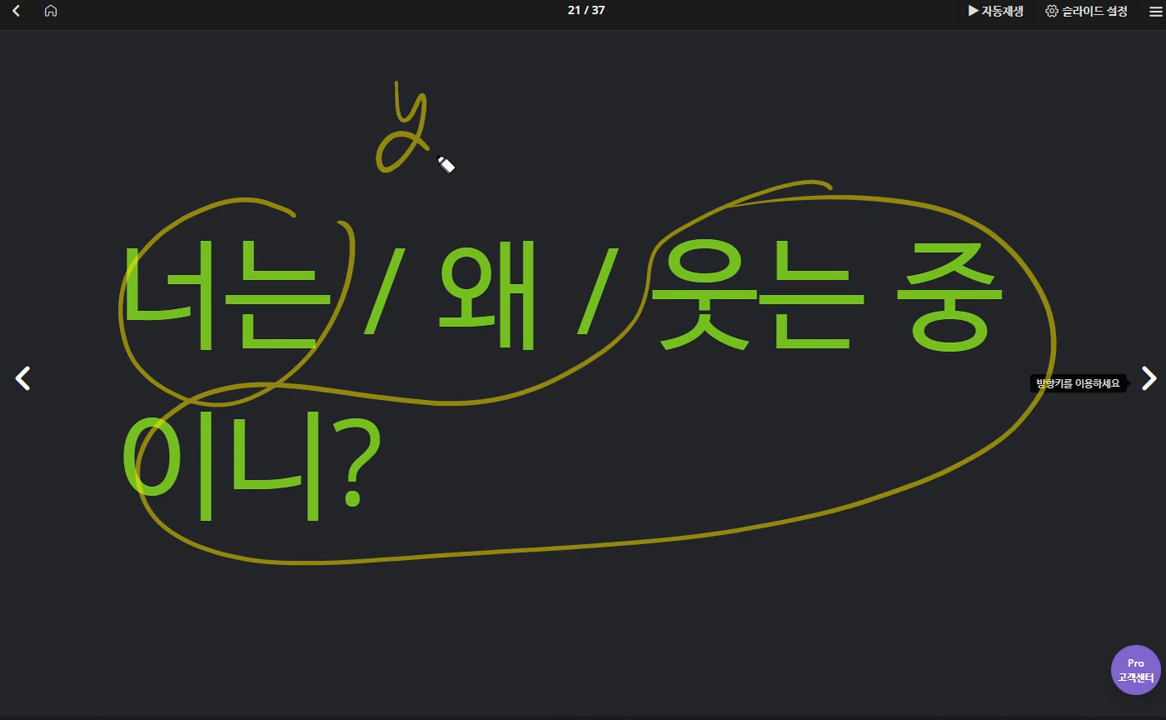 21 / 37
▶ 자동재생
슬라이드 설정
너는 / 왜 / 웃는 중
이니?
방향키를 이용하세요
Pro
고객센터